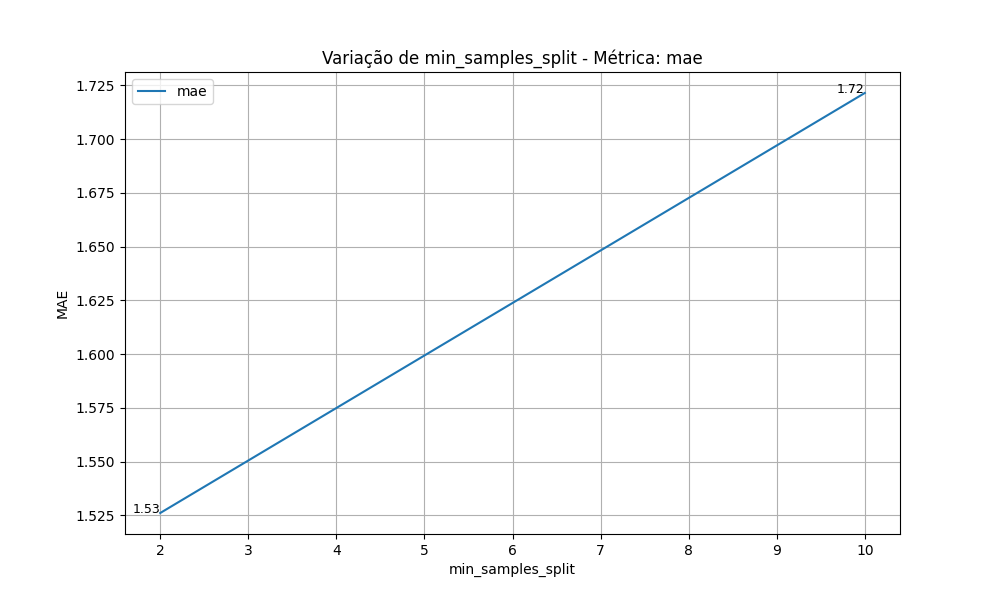 Variação de min_samples_split - Métrica: mae
mae
1.72
1.53
1.725
1.700
1.675
1.650
1.625
1.600
1.575
1.550
1.525
MAE
2 3 4 5 6 7 8 9 10
min_samples_split